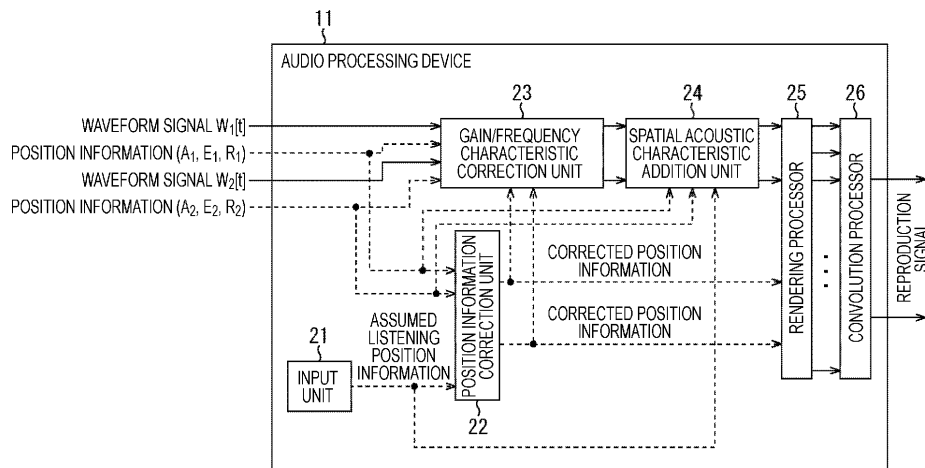 11
AUDIO PROCESSING DEVICE
23
24
25
26
WAVEFORM SIGNAL W1[t]
POSITION INFORMATION (A1, E1, R1)
WAVEFORM SIGNAL W2[t]
POSITION INFORMATION (A2, E2, R2)
GAIN/FREQUENCY
CHARACTERISTIC
CORRECTION UNIT
SPATIAL ACOUSTIC
CHARACTERISTIC
ADDITION UNIT
RENDERING PROCESSOR
CONVOLUTION PROCESSOR
REPRODUCTION
SIGNAL
POSITION INFORMATION
CORRECTION UNIT
22
CORRECTED POSITION
INFORMATION
CORRECTED POSITION
INFORMATION
ASSUMED
LISTENING
POSITION
INFORMATION
21
INPUT
UNIT